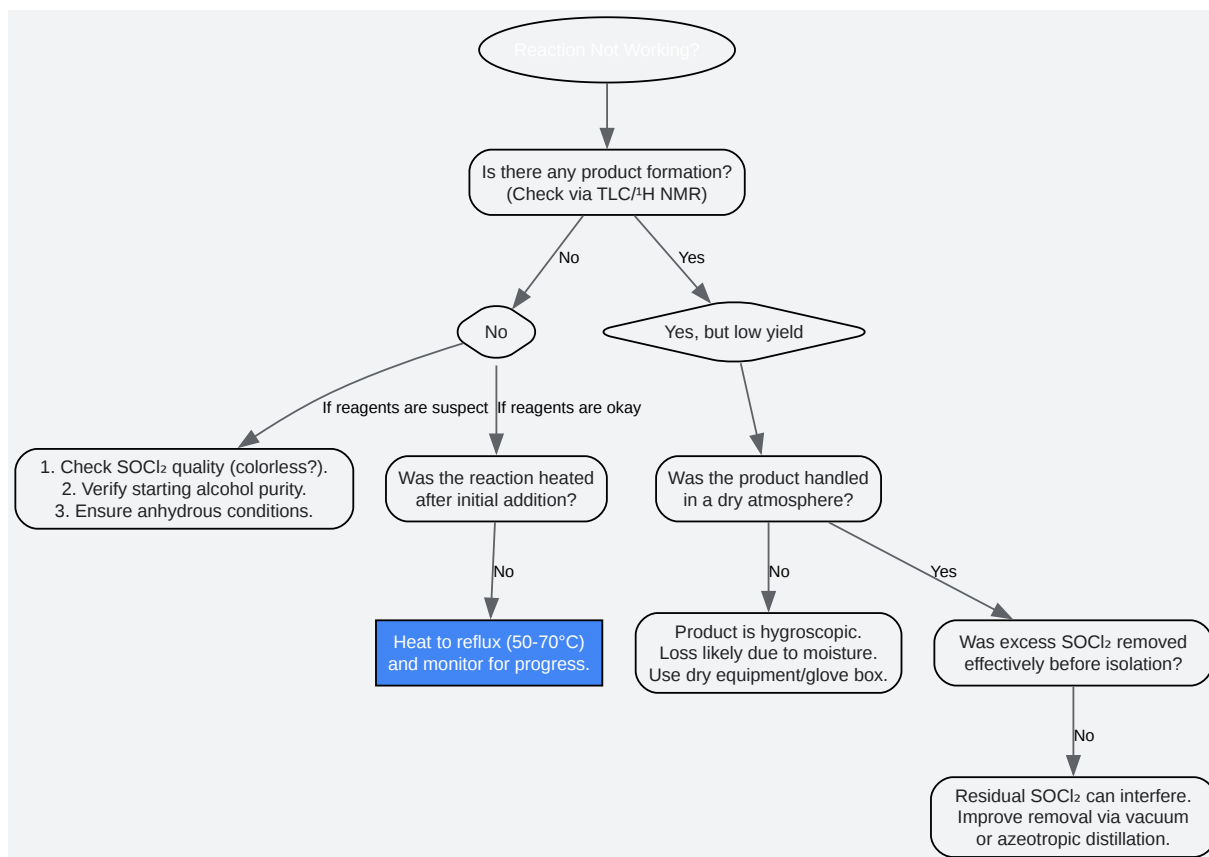 Reaction Not Working?
Is there any product formation?
(Check via TLC/¹H NMR)
No
Yes
No
Yes, but low yield
If reagents are suspect
If reagents are okay
1. Check SOCl₂ quality (colorless?).
2. Verify starting alcohol purity.
3. Ensure anhydrous conditions.
Was the reaction heated
after initial addition?
Was the product handled
in a dry atmosphere?
No
No
Yes
Heat to reflux (50-70°C)
and monitor for progress.
Product is hygroscopic.
Loss likely due to moisture.
Use dry equipment/glove box.
Was excess SOCl₂ removed
effectively before isolation?
No
Residual SOCl₂ can interfere.
Improve removal via vacuum
or azeotropic distillation.